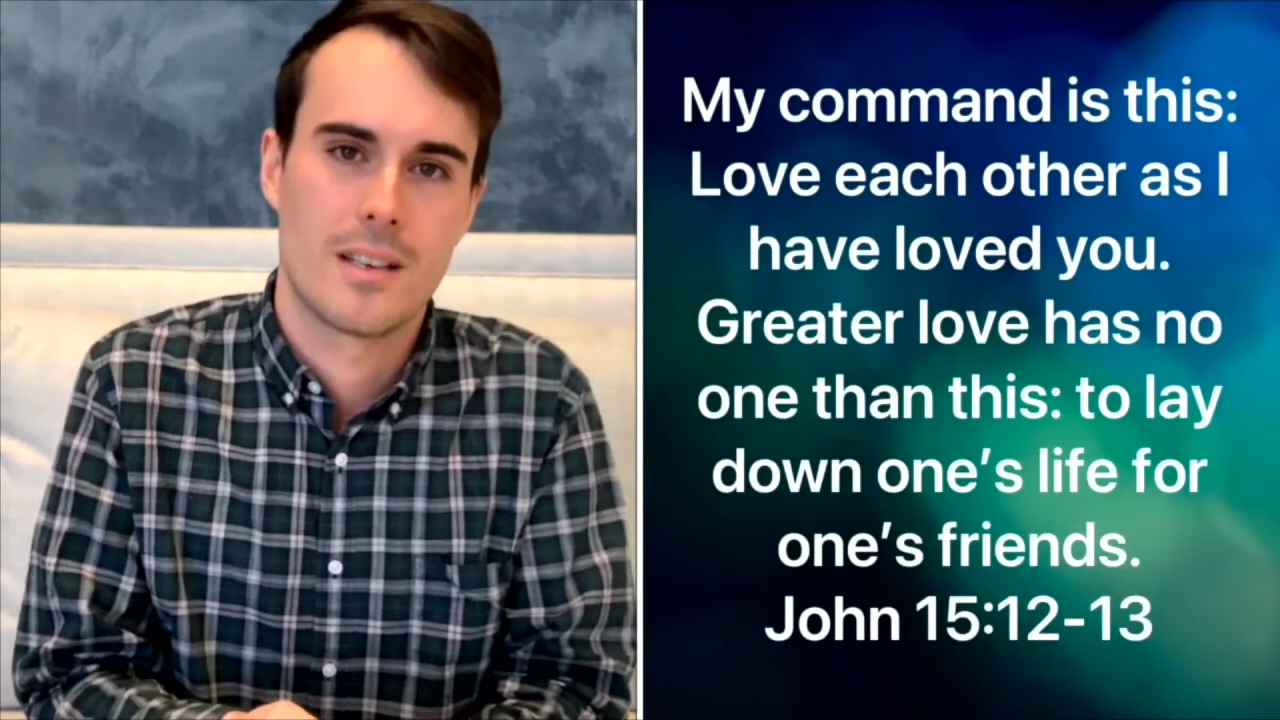 My command is this:
Love each other as I
have loved you.
Greater love has no
one than this: to lay
down one's life for
one's friends.
John 15:12-13